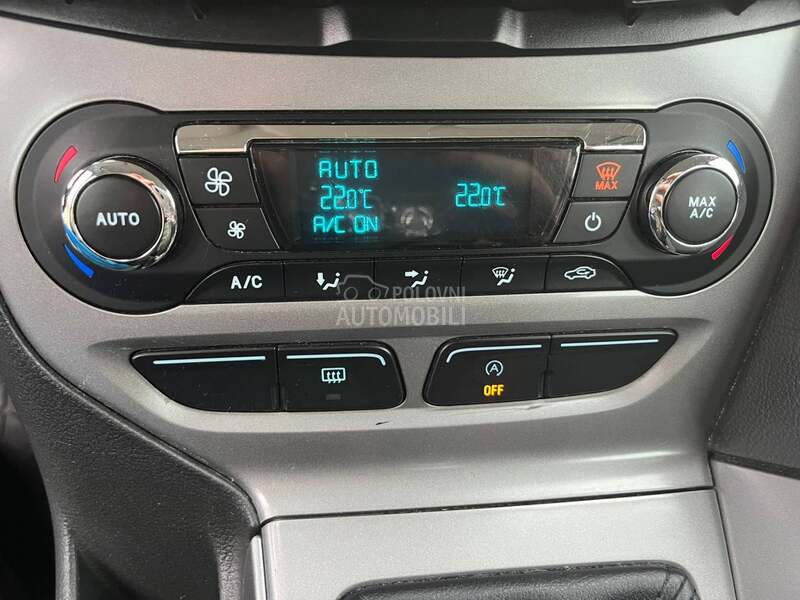 AUTO
22.0°C 22.0°C
A/C ON
MAX
AUTO
MAX
A/C
A/C
POLOVNI
AUTOMOBILI
A
OFF